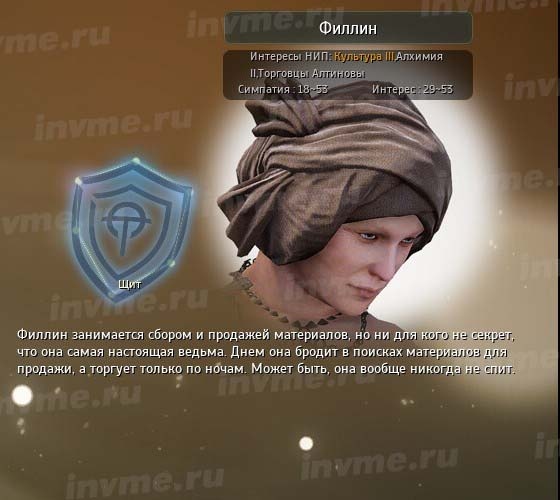 invme.ru
Филлин
Интересы НИП: Культура III,Алхимия
II,Торговцы Алтиновы
Симпатия : 18~53 Интерес : 29~53
Щит
Филлин занимается сбором и продажей материалов, но ни для кого не секрет,
что она самая настоящая ведьма. Днем она бродит в поисках материалов для
продажи, а торгует только по ночам. Может быть, она вообще никогда не спит.